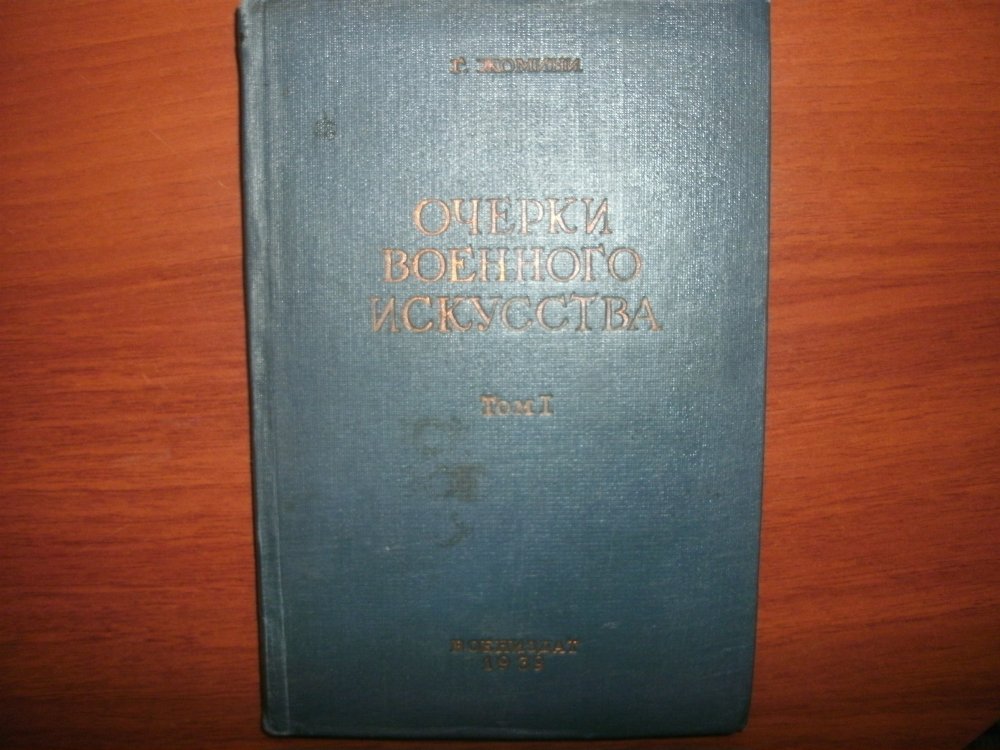 Г. ЖОМИНИ
ОЧЕРКИ
ВОЕННОГО
ИСКУССТВА
Том I
ВОЕНИЗДАТ
1939